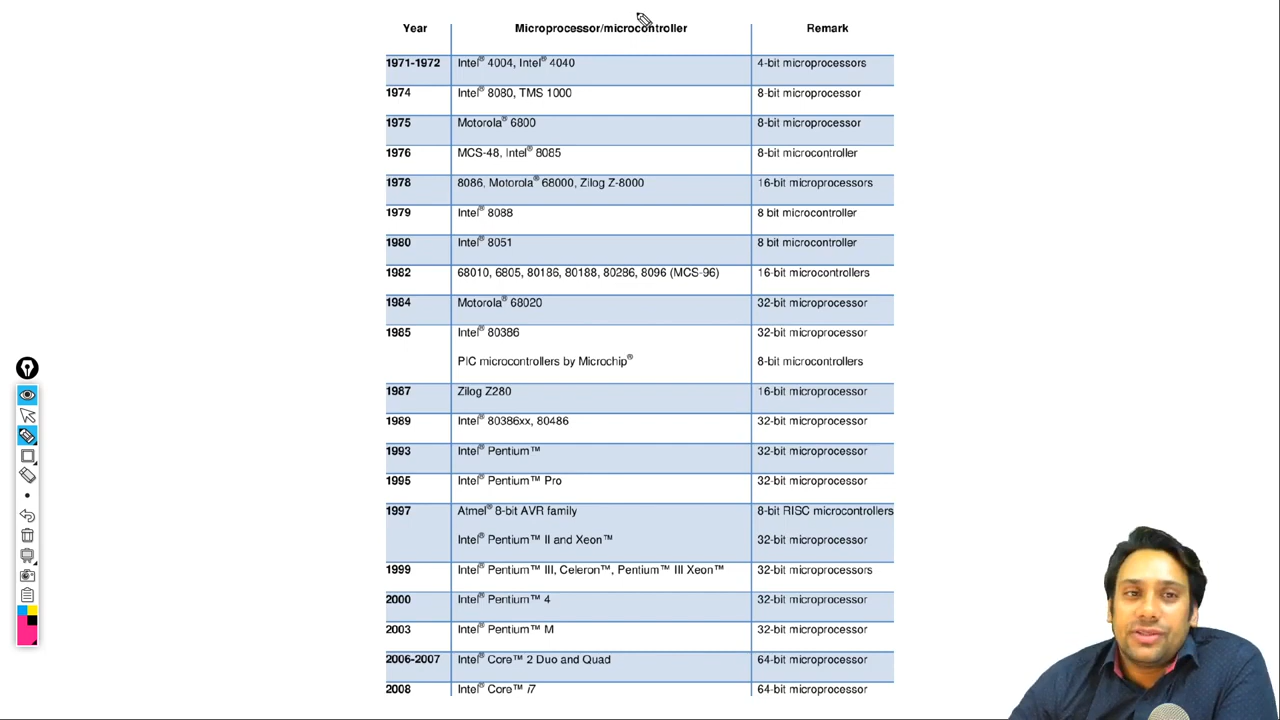 Year Microprocessor/microcontroller Remark
1971-1972 Intel® 4004, Intel® 4040 4-bit microprocessors
1974 Intel® 8080, TMS 1000 8-bit microprocessor
1975 Motorola® 6800 8-bit microprocessor
1976 MCS-48, Intel® 8085 8-bit microcontroller
1978 8086, Motorola® 68000, Zilog Z-8000 16-bit microprocessors
1979 Intel® 8088 8 bit microcontroller
1980 Intel® 8051 8 bit microcontroller
1982 68010, 6805, 80186, 80188, 80286, 8096 (MCS-96) 16-bit microcontrollers
1984 Motorola® 68020 32-bit microprocessor
1985 Intel® 80386 32-bit microprocessor
PIC microcontrollers by Microchip® 8-bit microcontrollers
1987 Zilog Z280 16-bit microprocessor
1989 Intel® 80386xx, 80486 32-bit microprocessor
1993 Intel® Pentium™ 32-bit microprocessor
1995 Intel® Pentium™ Pro 32-bit microprocessor
1997 Atmel® 8-bit AVR family 8-bit RISC microcontrollers
Intel® Pentium™ II and Xeon™ 32-bit microprocessor
1999 Intel® Pentium™ III, Celeron™, Pentium™ III Xeon™ 32-bit microprocessors
2000 Intel® Pentium™ 4 32-bit microprocessor
2003 Intel® Pentium™ M 32-bit microprocessor
2006-2007 Intel® Core™ 2 Duo and Quad 64-bit microprocessor
2008 Intel® Core™ i7 64-bit microprocessor